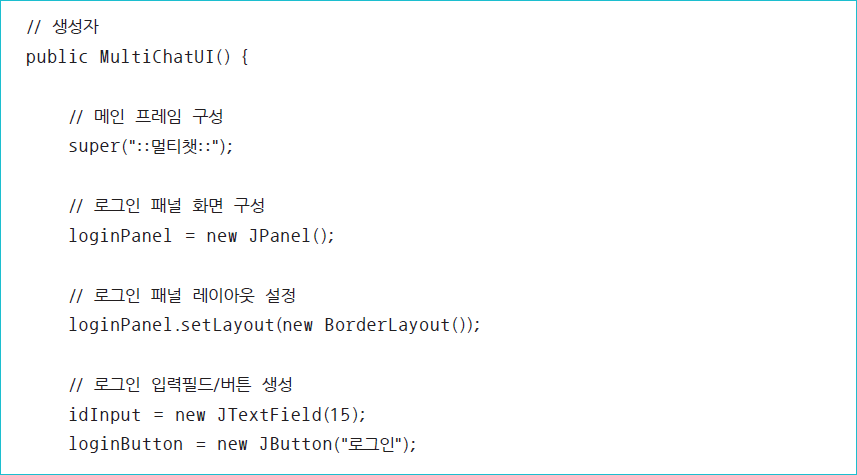 // 생성자
public MultiChatUI() {
// 메인 프레임 구성
super("::멀티챗::");
// 로그인 패널 화면 구성
loginPanel = new JPanel();
// 로그인 패널 레이아웃 설정
loginPanel.setLayout(new BorderLayout());
// 로그인 입력필드/버튼 생성
idInput = new JTextField(15);
loginButton = new JButton("로그인");